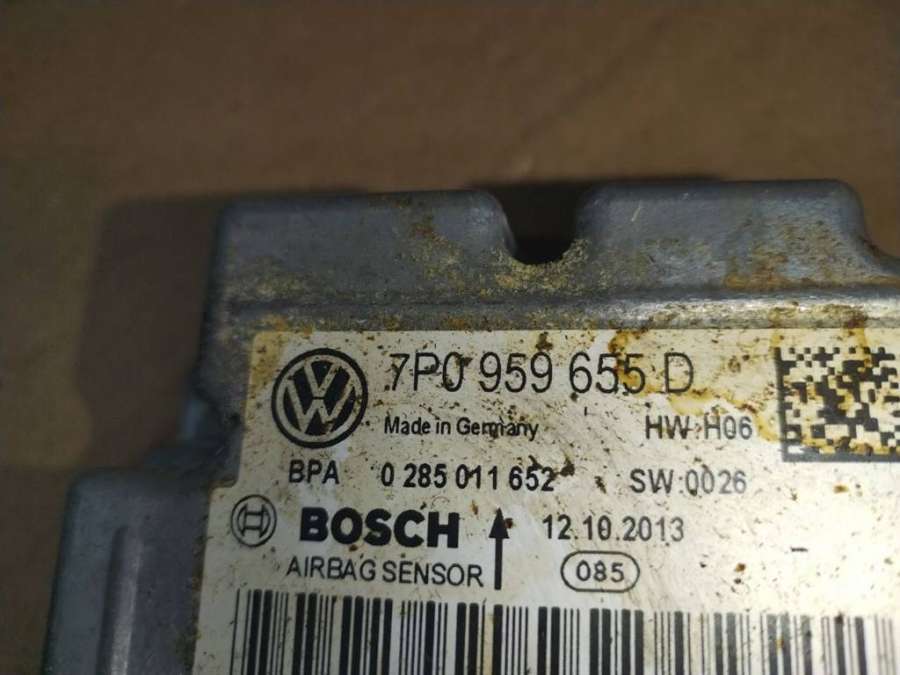 7P0 959 655 D
Made in Germany HW:H06
BPA 0 285 011 652 SW:0026
BOSCH 12.10.2013
AIRBAG SENSOR 085